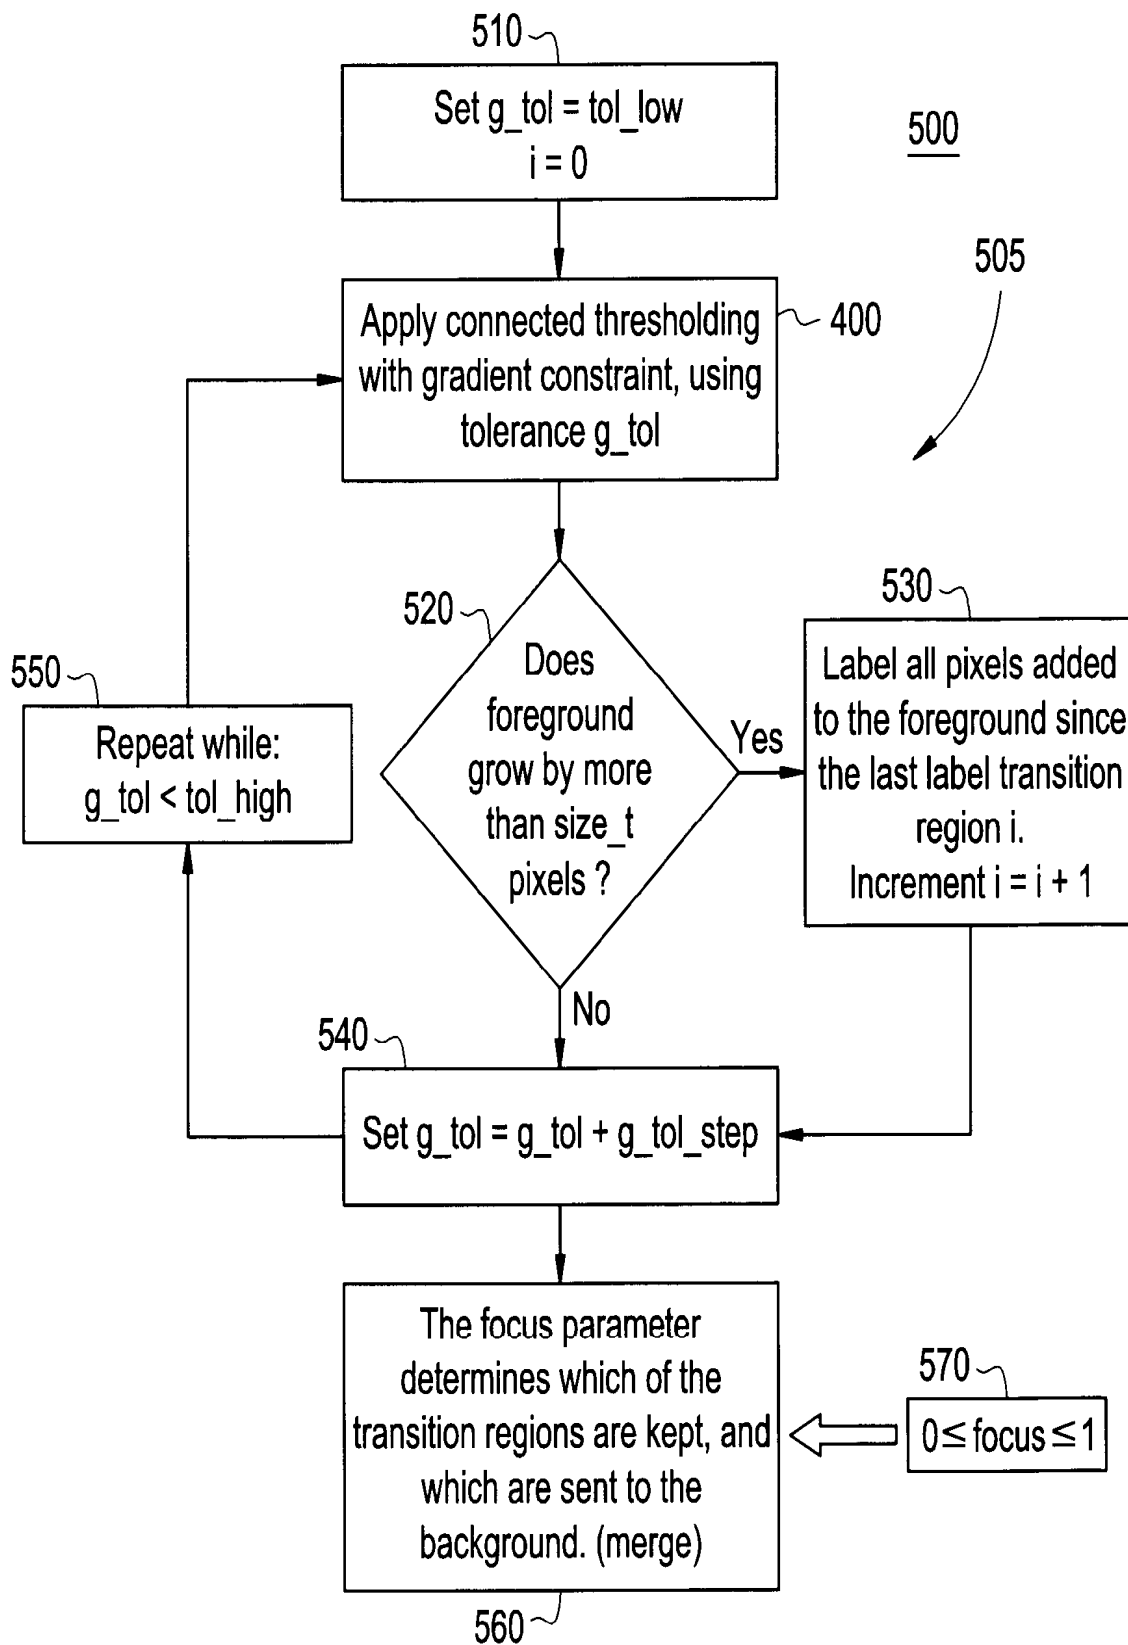 510
Set g_tol = tol_low
i = 0
500
505
Apply connected thresholding
with gradient constraint, using
tolerance g_tol
400
520
Does
foreground
grow by more
than size_t
pixels ?
Yes
530
Label all pixels added
to the foreground since
the last label transition
region i.
Increment i = i + 1
550
Repeat while:
g_tol < tol_high
No
540
Set g_tol = g_tol + g_tol_step
The focus parameter
determines which of the
transition regions are kept, and
which are sent to the
background. (merge)
560
570
0 ≤ focus ≤ 1